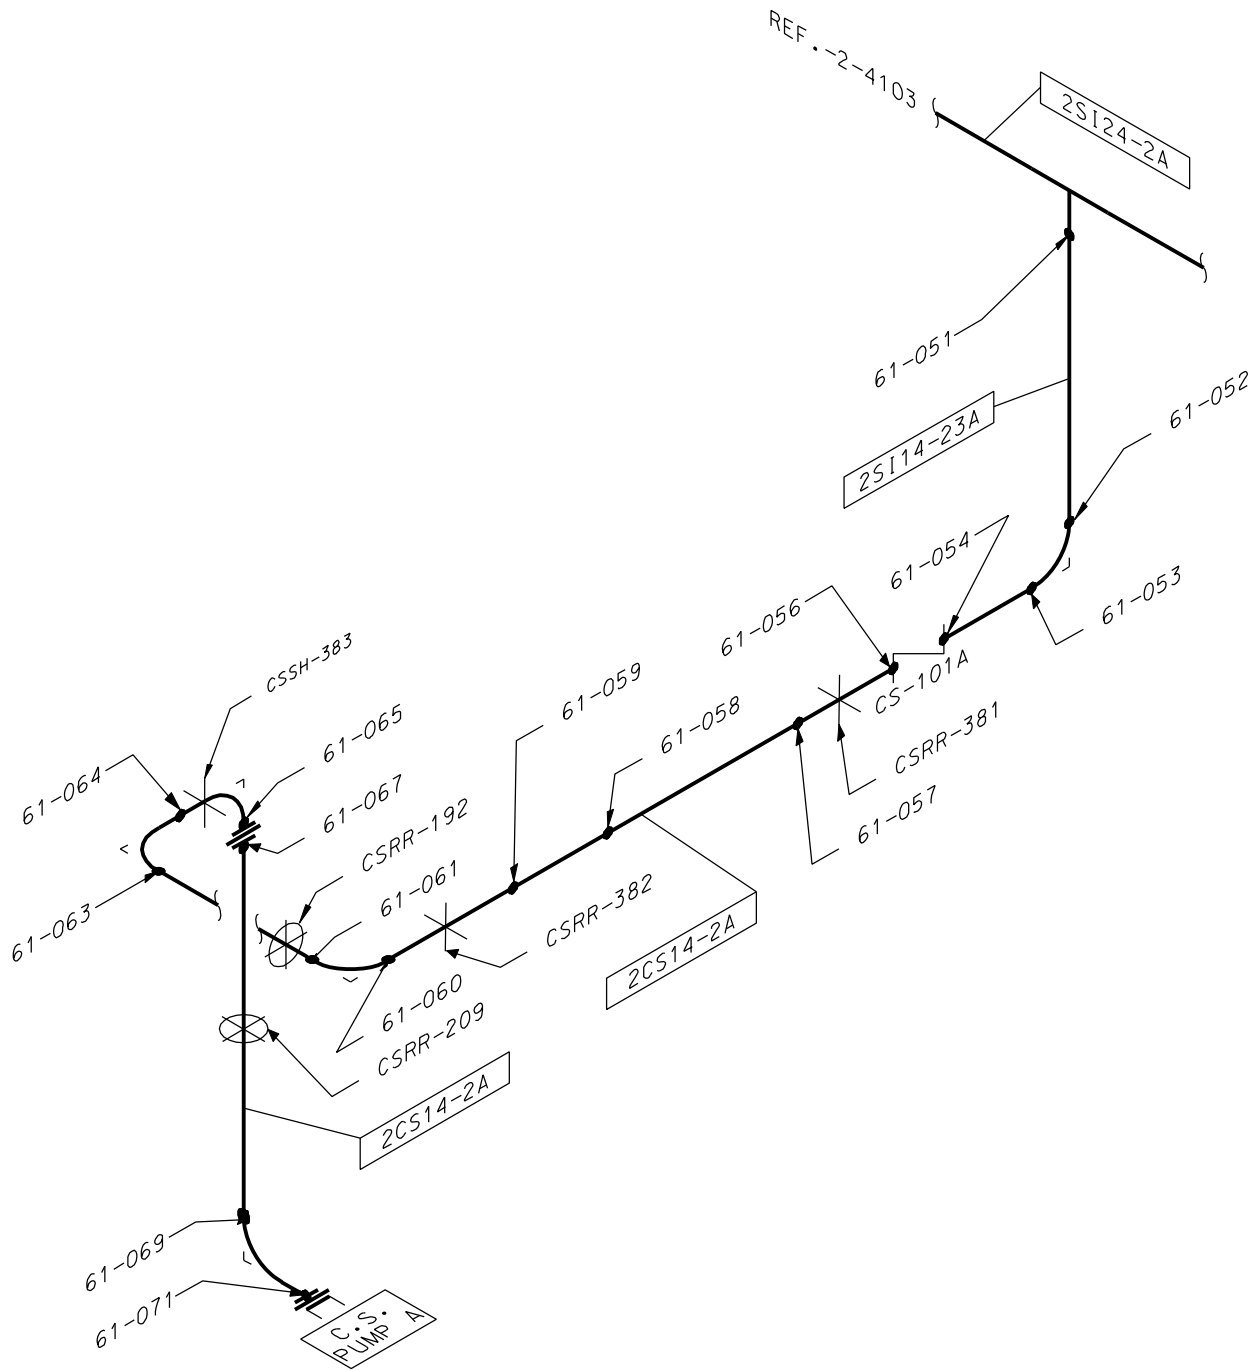 REF.-2-4103
2SI24-2A
61-051
2SI14-23A
61-052
61-054
61-053
61-056
CS-101A
CSSH-383
61-059
61-058
CSRR-381
61-057
61-065
61-064
61-067
CSRR-192
61-061
CSRR-382
61-063
2CS14-2A
61-060
CSRR-209
2CS14-2A
61-069
61-071
C.S.
PUMP A